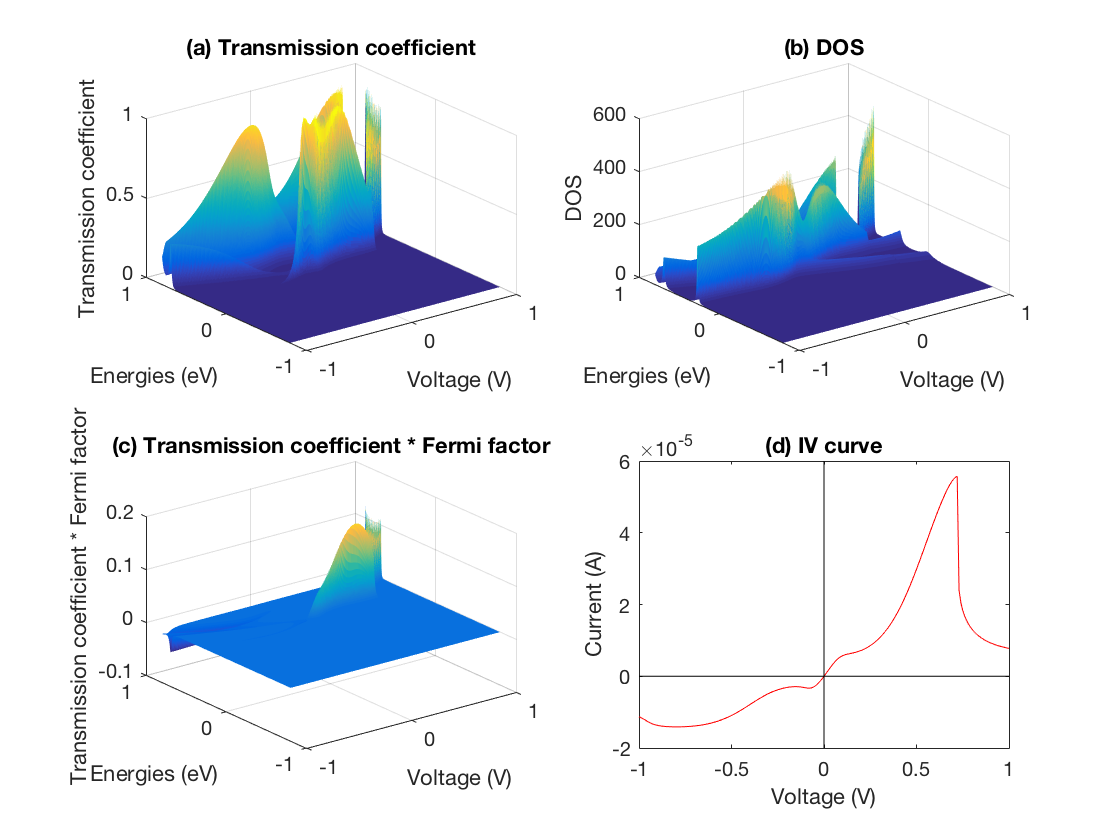 (a) Transmission coefficient
Transmission coefficient
1
0.5
0
1
0
-1
Energies (eV)
-1
0
1
Voltage (V)
(b) DOS
DOS
600
400
200
0
1
0
-1
Energies (eV)
-1
0
1
Voltage (V)
(c) Transmission coefficient * Fermi factor
Transmission coefficient * Fermi factor
0.2
0.1
0
-0.1
1
0
-1
Energies (eV)
-1
0
1
Voltage (V)
(d) IV curve
×10⁻⁵
Current (A)
6
4
2
0
-2
-1
-0.5
0
0.5
1
Voltage (V)